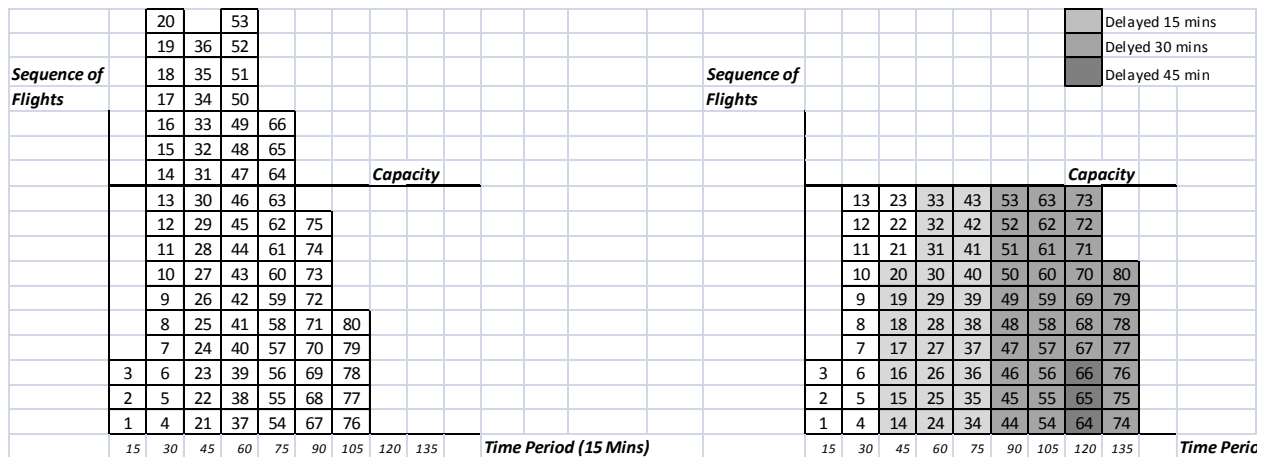 20 53 Delayed 15 mins
19 36 52 Delyed 30 mins
Sequence of 18 35 51 Sequence of Delayed 45 min
Flights 17 34 50 Flights
16 33 49 66
15 32 48 65
14 31 47 64 Capacity Capacity
13 30 46 63 13 23 33 43 53 63 73
12 29 45 62 75 12 22 32 42 52 62 72
11 28 44 61 74 11 21 31 41 51 61 71
10 27 43 60 73 10 20 30 40 50 60 70 80
9 26 42 59 72 9 19 29 39 49 59 69 79
8 25 41 58 71 80 8 18 28 38 48 58 68 78
7 24 40 57 70 79 7 17 27 37 47 57 67 77
3 6 23 39 56 69 78 3 6 16 26 36 46 56 66 76
2 5 22 38 55 68 77 2 5 15 25 35 45 55 65 75
1 4 21 37 54 67 76 1 4 14 24 34 44 54 64 74
15 30 45 60 75 90 105 120 135 Time Period (15 Mins) 15 30 45 60 75 90 105 120 135 Time Perio